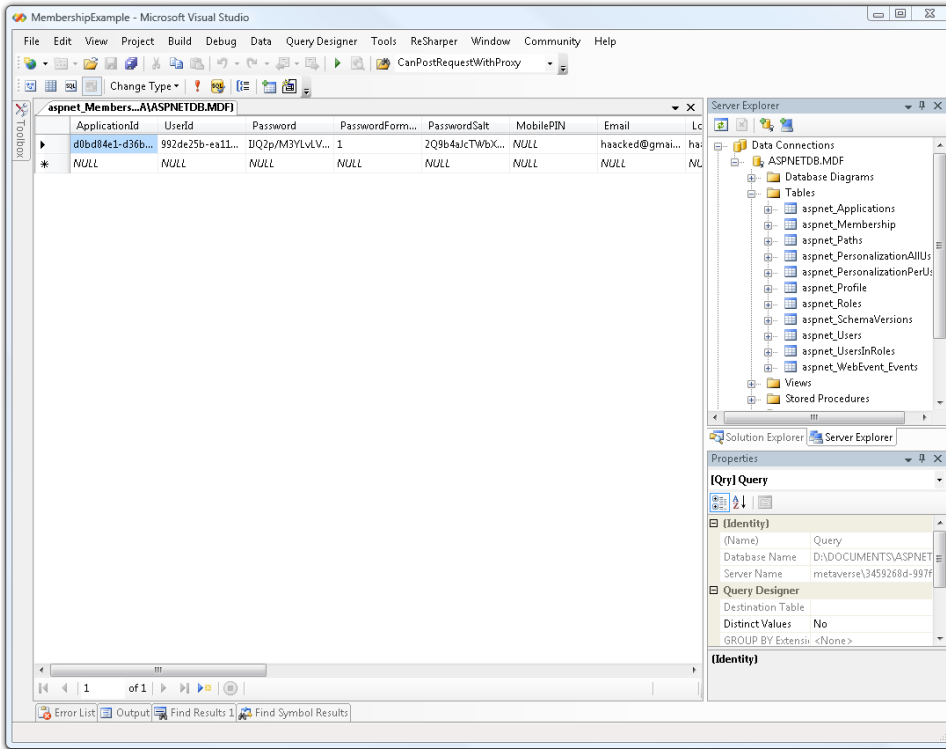 MembershipExample - Microsoft Visual Studio
File Edit View Project Build Debug Data Query Designer Tools ReSharper Window Community Help
CanPostRequestWithProxy
Change Type
Toolbox
aspnet_Members...A\ASPNETDB.MDF)
ApplicationId UserId Password PasswordForm... PasswordSalt MobilePIN Email
d0bd84e1-d36b... 992de25b-ea11... 1 2Q9b4aJcTWbX... NULL haacked@gmai...
NULL NULL NULL NULL NULL NULL NULL
1 of 1
Error List Output Find Results 1 Find Symbol Results
Server Explorer
Data Connections
ASPNETDB.MDF
Database Diagrams
Tables
aspnet_Applications
aspnet_Membership
aspnet_Paths
aspnet_PersonalizationAllUs
aspnet_PersonalizationPerUs
aspnet_Profile
aspnet_Roles
aspnet_SchemaVersions
aspnet_Users
aspnet_UsersInRoles
aspnet_WebEvent_Events
Views
Stored Procedures
Solution Explorer Server Explorer
Properties
[Qry] Query
(Identity)
(Name) Query
Database Name D:\DOCUMENTS\ASPNET
Server Name metaverse\3459268d-997f
Query Designer
Destination Table
Distinct Values No
GROUP BY Extensi <None>
(Identity)